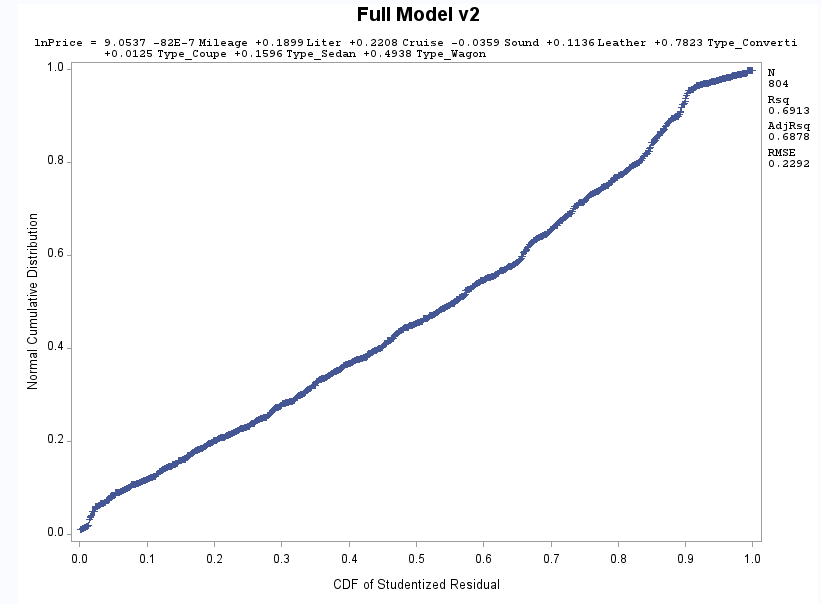 Full Model v2
lnPrice = 9.0537 -82E-7 Mileage +0.1899 Liter +0.2208 Cruise -0.0359 Sound +0.1136 Leather +0.7823 Type_Converti
+0.0125 Type_Coupe +0.1596 Type_Sedan +0.4938 Type_Wagon
N
804
Rsq
0.6913
AdjRsq
0.6878
RMSE
0.2292
Normal Cumulative Distribution
1.0
0.8
0.6
0.4
0.2
0.0
0.0 0.1 0.2 0.3 0.4 0.5 0.6 0.7 0.8 0.9 1.0
CDF of Studentized Residual